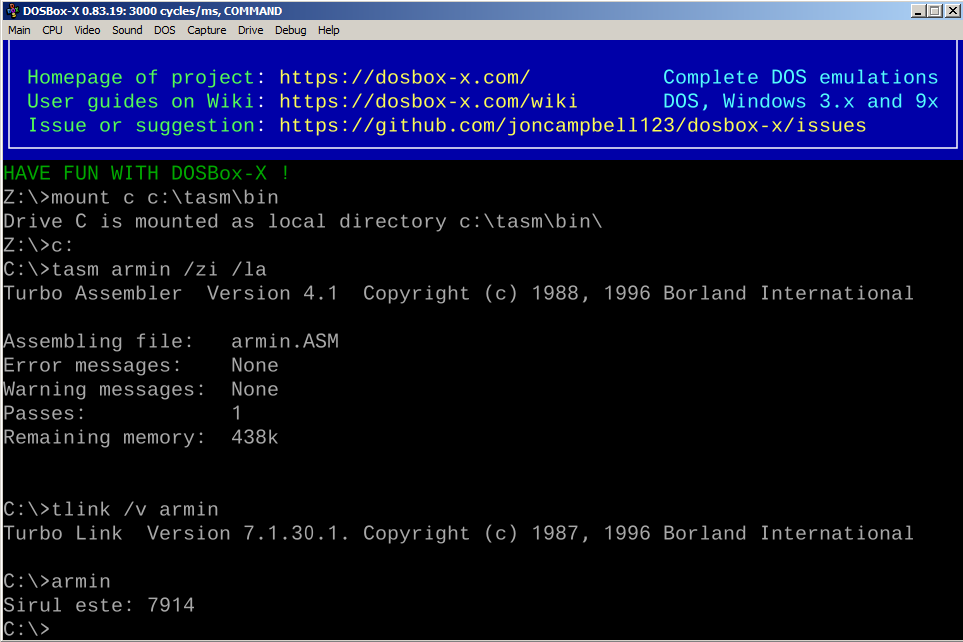 DOSBox-X 0.83.19: 3000 cycles/ms, COMMAND
Main CPU Video Sound DOS Capture Drive Debug Help
Homepage of project: https://dosbox-x.com/ Complete DOS emulations
User guides on Wiki: https://dosbox-x.com/wiki DOS, Windows 3.x and 9x
Issue or suggestion: https://github.com/joncampbell123/dosbox-x/issues
HAVE FUN WITH DOSBox-X !
Z:\>mount c c:\tasm\bin
Drive C is mounted as local directory c:\tasm\bin\
Z:\>c:
C:\>tasm armin /zi /la
Turbo Assembler  Version 4.1  Copyright (c) 1988, 1996 Borland International
Assembling file:   armin.ASM
Error messages:    None
Warning messages:  None
Passes:            1
Remaining memory:  438k
C:\>tlink /v armin
Turbo Link  Version 7.1.30.1. Copyright (c) 1987, 1996 Borland International
C:\>armin
Sirul este: 7914
C:\>